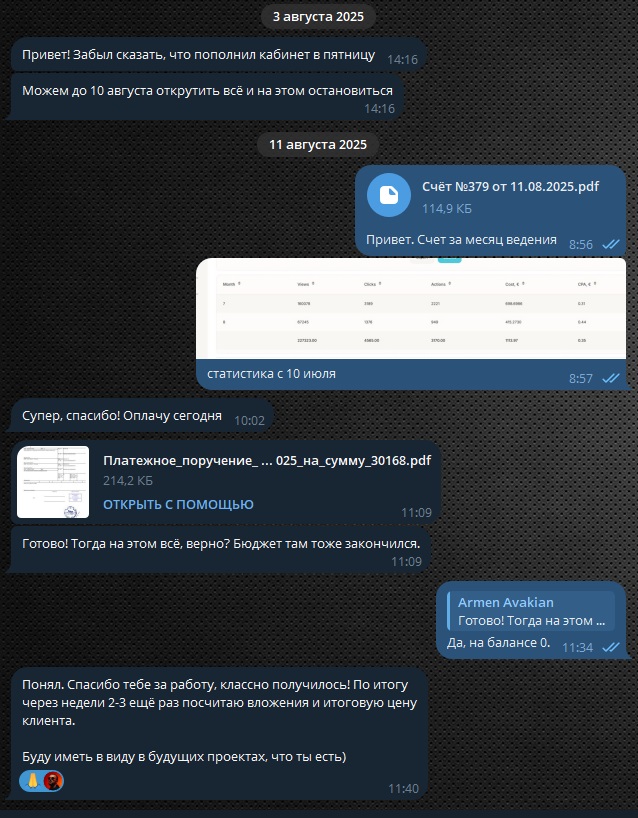 3 августа 2025
Привет! Забыл сказать, что пополнил кабинет в пятницу
14:16
Можем до 10 августа открутить всё и на этом остановиться
14:16
11 августа 2025
Счёт №379 от 11.08.2025.pdf
114,9 КБ
Привет. Счет за месяц ведения
8:56
Month Views Clicks Actions Cost, € CPA, €
7
8
статистика с 10 июля
8:57
Супер, спасибо! Оплачу сегодня
10:02
Платежное_поручение_ ... 025_на_сумму_30168.pdf
214,2 КБ
ОТКРЫТЬ С ПОМОЩЬЮ
11:09
Готово! Тогда на этом всё, верно? Бюджет там тоже закончился.
11:09
Armen Avakian
Готово! Тогда на этом ...
Да, на балансе 0.
11:34
Понял. Спасибо тебе за работу, классно получилось! По итогу
через недели 2-3 ещё раз посчитаю вложения и итоговую цену
клиента.
Буду иметь в виду в будущих проектах, что ты есть)
11:40